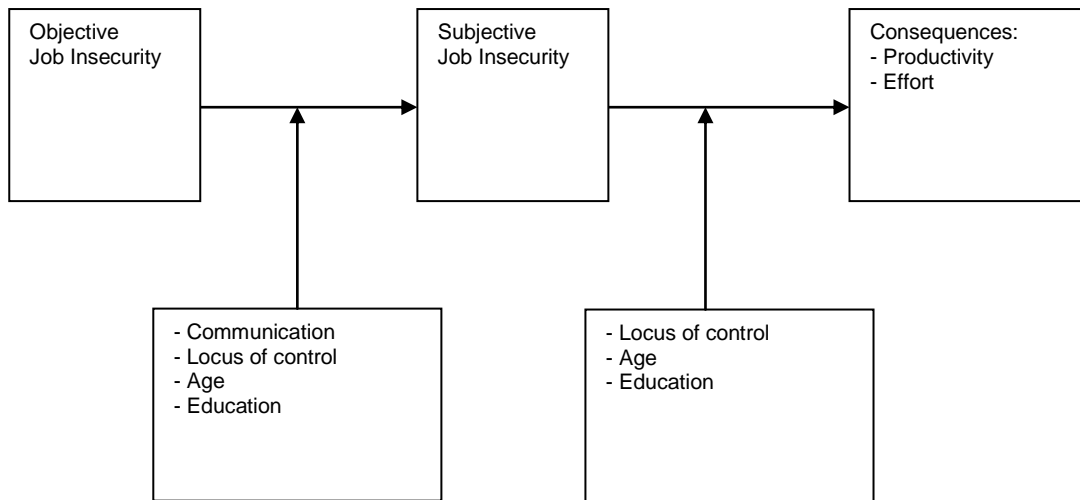 Objective
Job Insecurity
Subjective
Job Insecurity
Consequences:
- Productivity
- Effort
- Communication
- Locus of control
- Age
- Education
- Locus of control
- Age
- Education